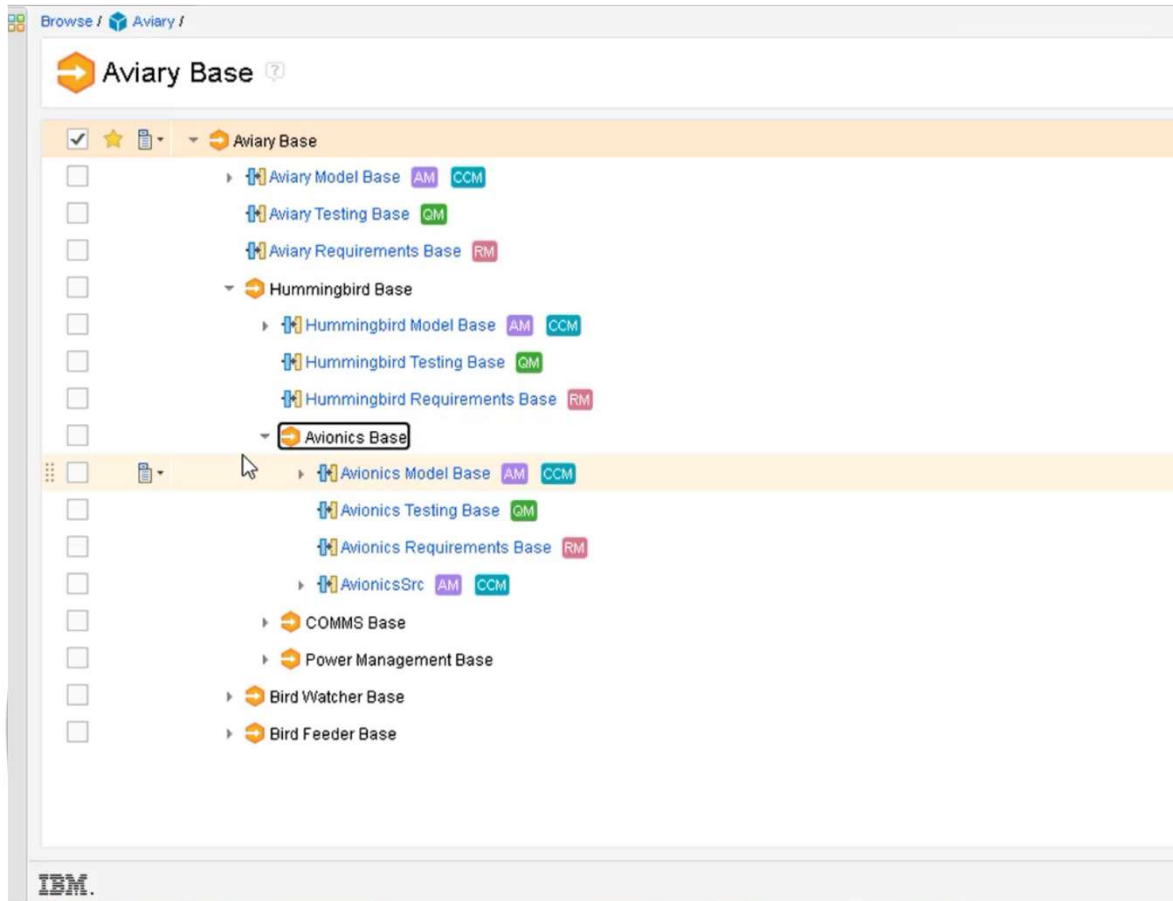 Browse / Aviary /
Aviary Base ?
Aviary Base
Aviary Model Base AM CCM
Aviary Testing Base QM
Aviary Requirements Base RM
Hummingbird Base
Hummingbird Model Base AM CCM
Hummingbird Testing Base QM
Hummingbird Requirements Base RM
Avionics Base
Avionics Model Base AM CCM
Avionics Testing Base QM
Avionics Requirements Base RM
AvionicsSrc AM CCM
COMMS Base
Power Management Base
Bird Watcher Base
Bird Feeder Base
IBM.